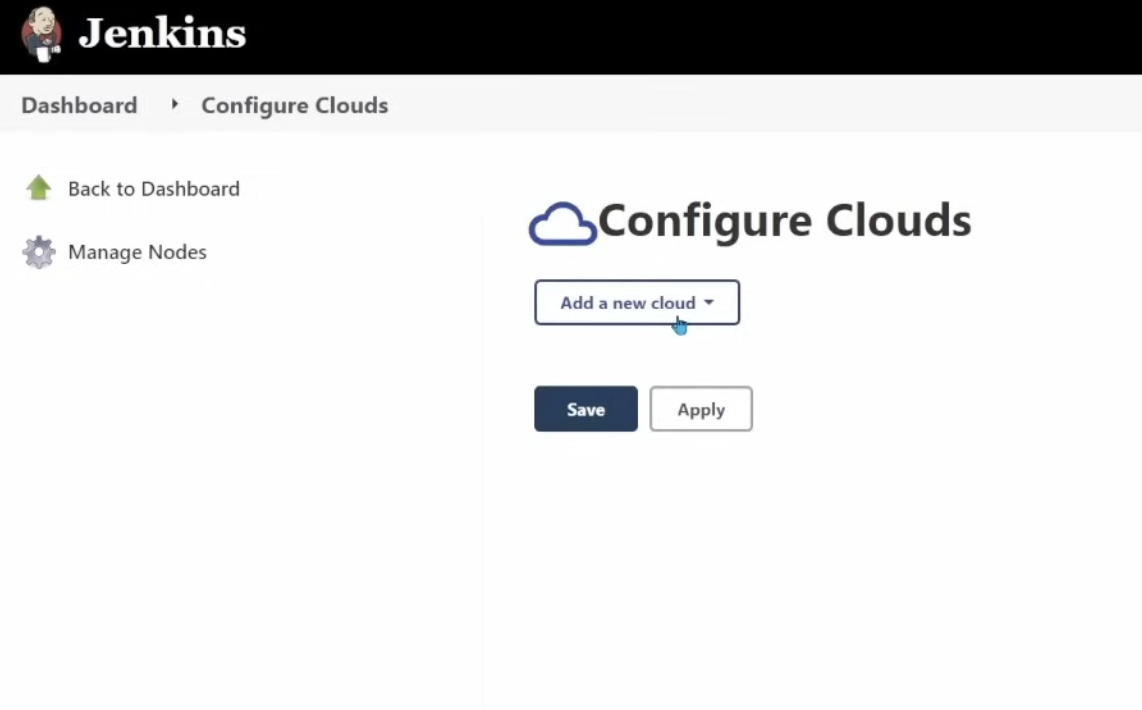 Jenkins
Dashboard Configure Clouds
Back to Dashboard
Manage Nodes
Configure Clouds
Add a new cloud
Save Apply